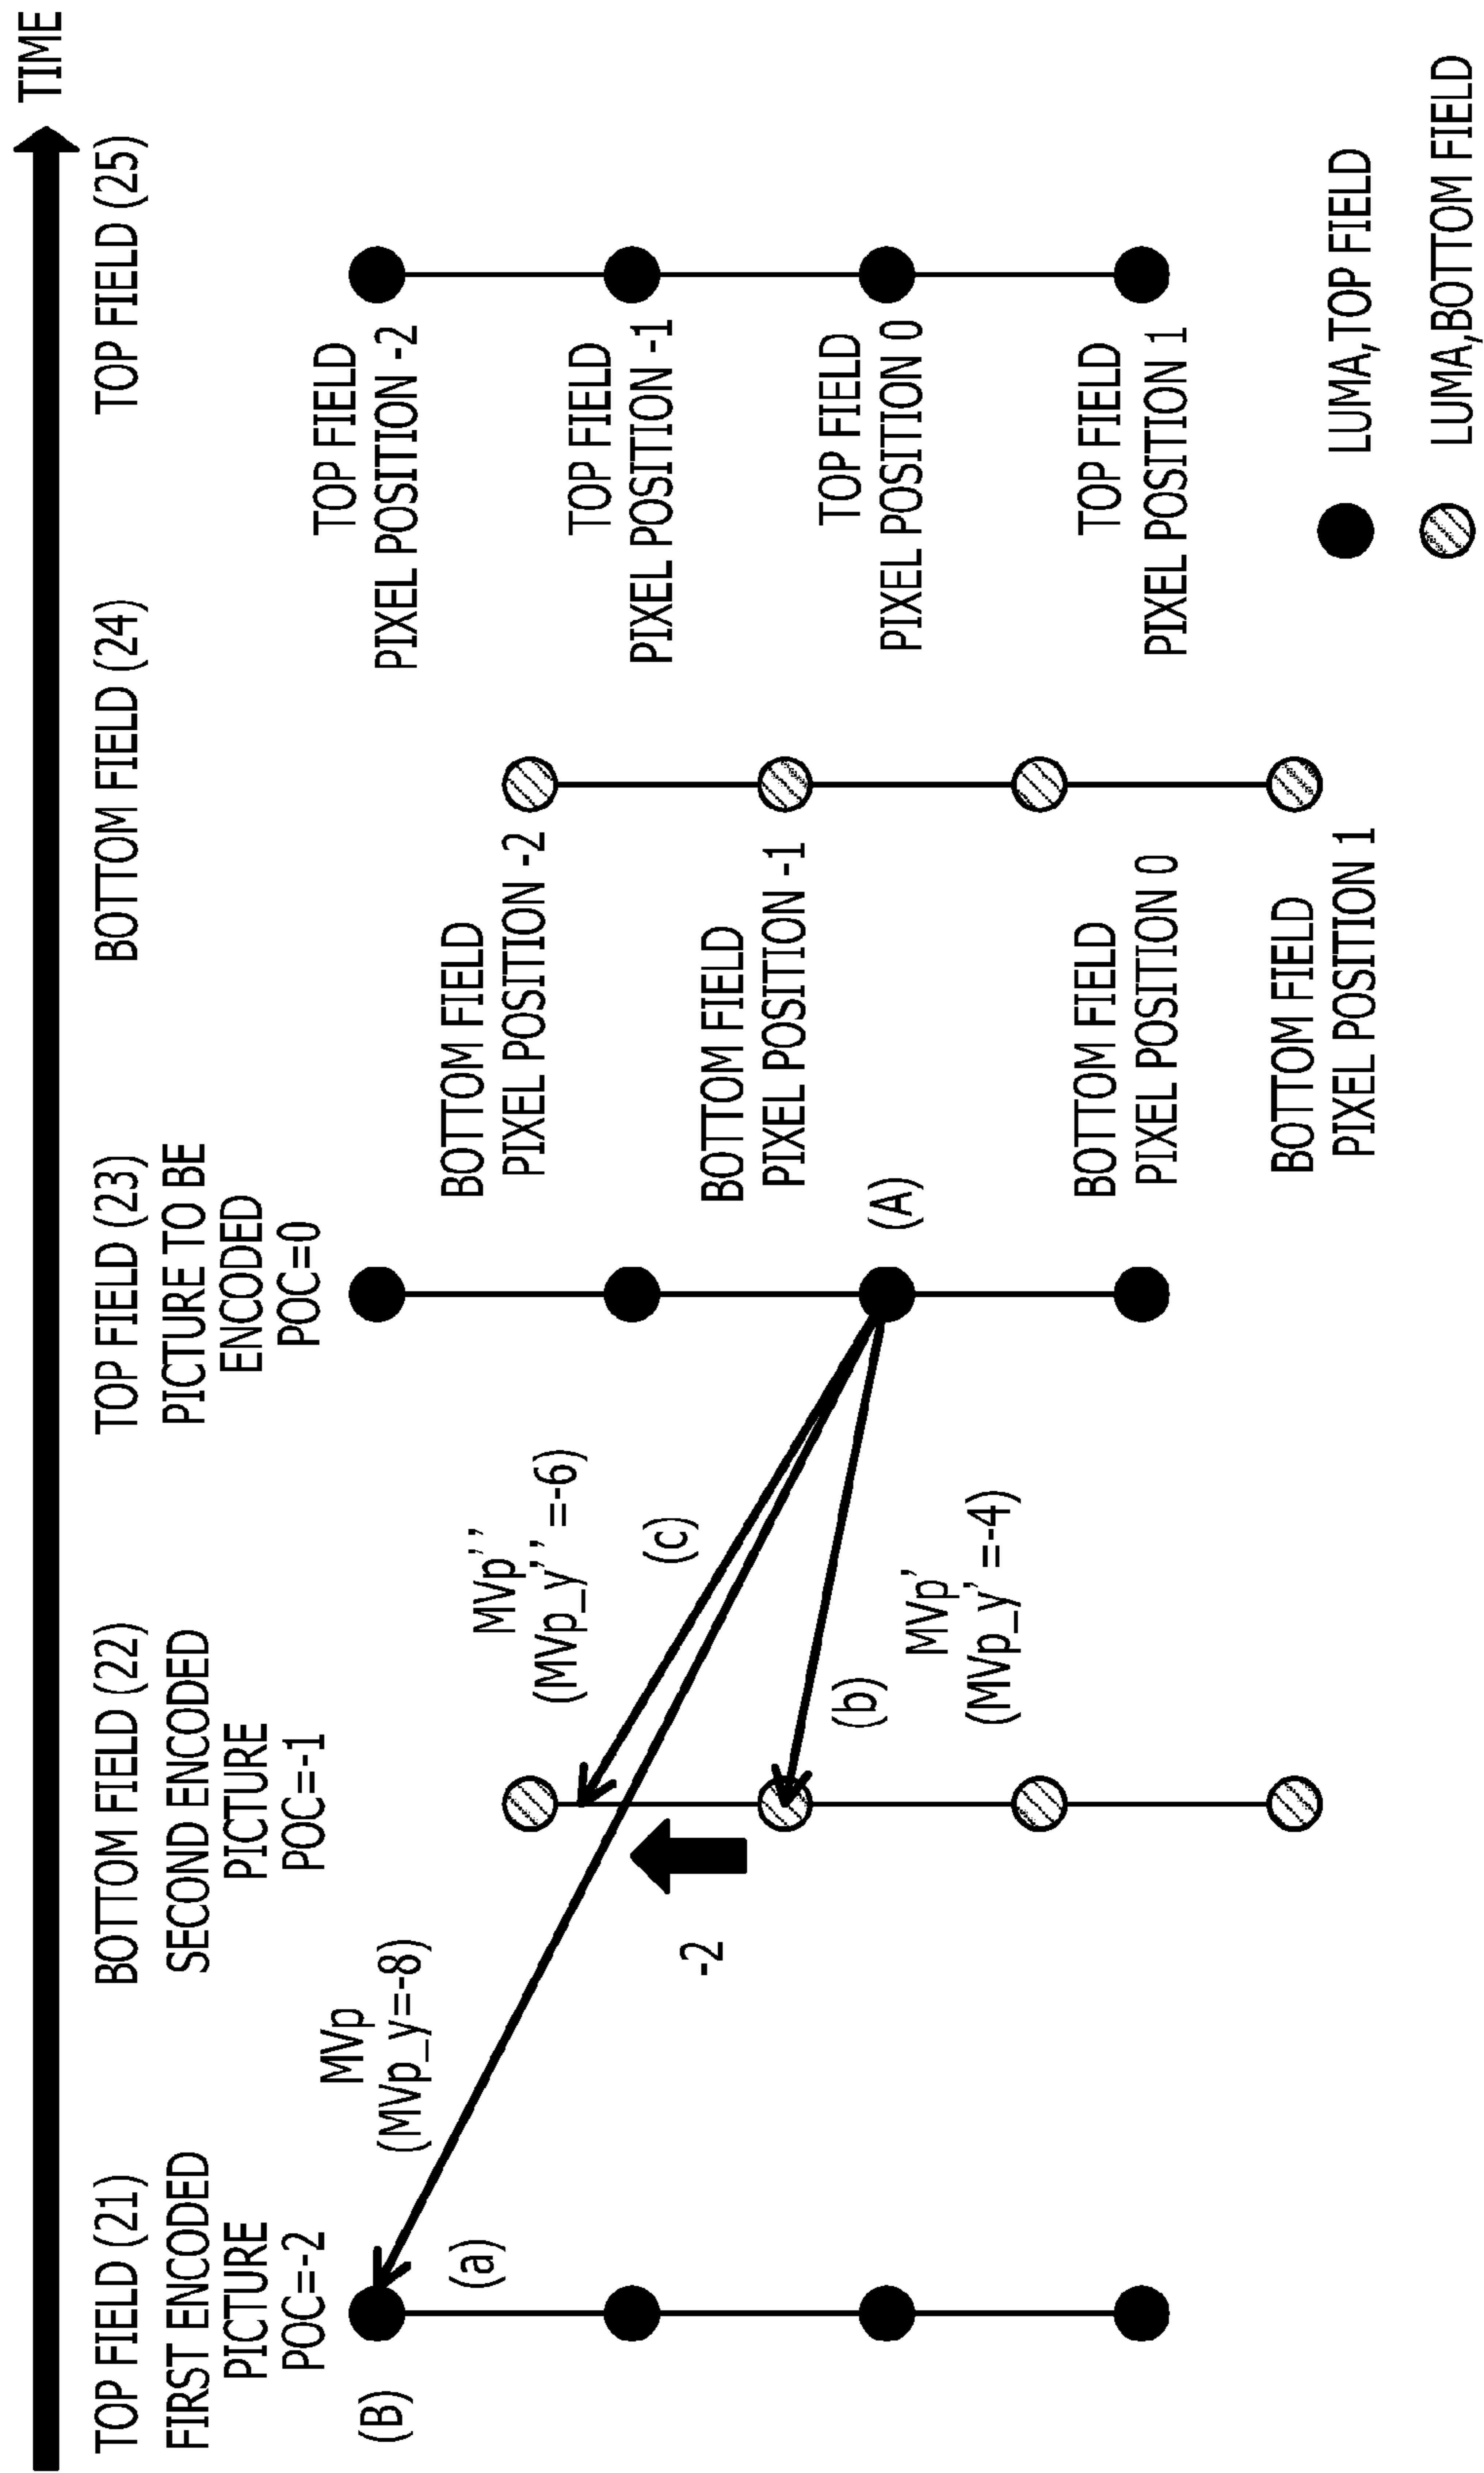 TIME
TOP FIELD (21)
FIRST ENCODED
PICTURE
POC=-2
BOTTOM FIELD (22)
SECOND ENCODED
PICTURE
POC=-1
TOP FIELD (23)
PICTURE TO BE
ENCODED
POC=0
BOTTOM FIELD (24)
TOP FIELD (25)
(B)
(a)
MVp
(MVp_y=-8)
-2
MVp''
(MVp_y''=-6)
(c)
(b)
MVp'
(MVp_y'=-4)
(A)
BOTTOM FIELD
PIXEL POSITION -2
BOTTOM FIELD
PIXEL POSITION -1
BOTTOM FIELD
PIXEL POSITION 0
BOTTOM FIELD
PIXEL POSITION 1
TOP FIELD
PIXEL POSITION -2
TOP FIELD
PIXEL POSITION -1
TOP FIELD
PIXEL POSITION 0
TOP FIELD
PIXEL POSITION 1
LUMA,TOP FIELD
LUMA,BOTTOM FIELD